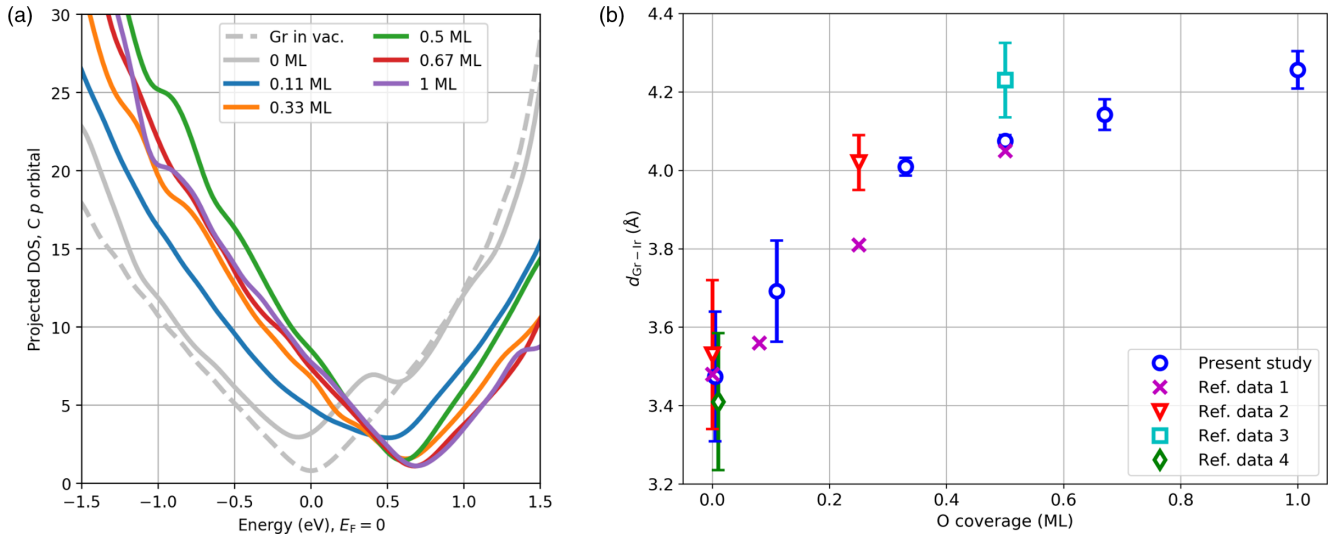 (a)
30
25
20
15
10
5
0
Projected DOS, C p orbital
Gr in vac.
0 ML
0.11 ML
0.33 ML
0.5 ML
0.67 ML
1 ML
−1.5 −1.0 −0.5 0.0 0.5 1.0 1.5
Energy (eV), E_F = 0
(b)
4.4
4.2
4.0
3.8
3.6
3.4
3.2
d_Gr−Ir (Å)
Present study
Ref. data 1
Ref. data 2
Ref. data 3
Ref. data 4
0.0 0.2 0.4 0.6 0.8 1.0
O coverage (ML)